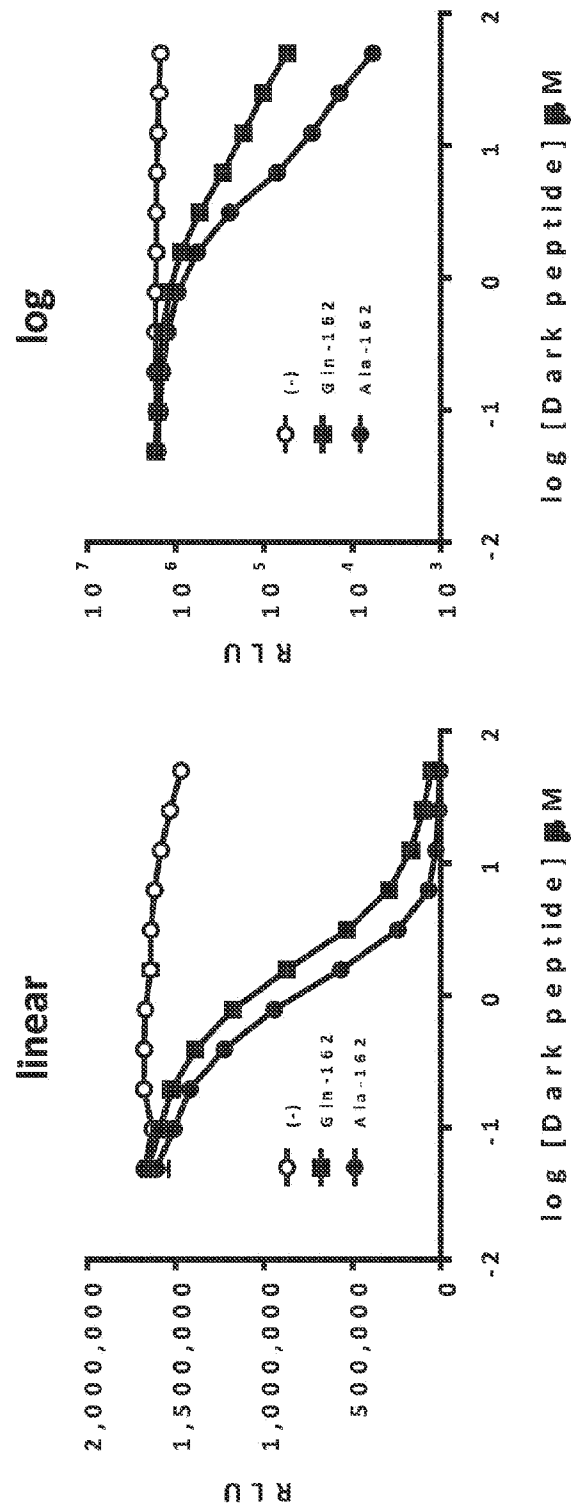 linear
RLU
2,000,000
1,500,000
1,000,000
500,000
0
-2
-1
0
1
2
(-)
Gln-162
Ala-162
log [Dark peptide] µM
log
RLU
10 7
10 6
10 5
10 4
10 3
-2
-1
0
1
2
(-)
Gln-162
Ala-162
log [Dark peptide] µM